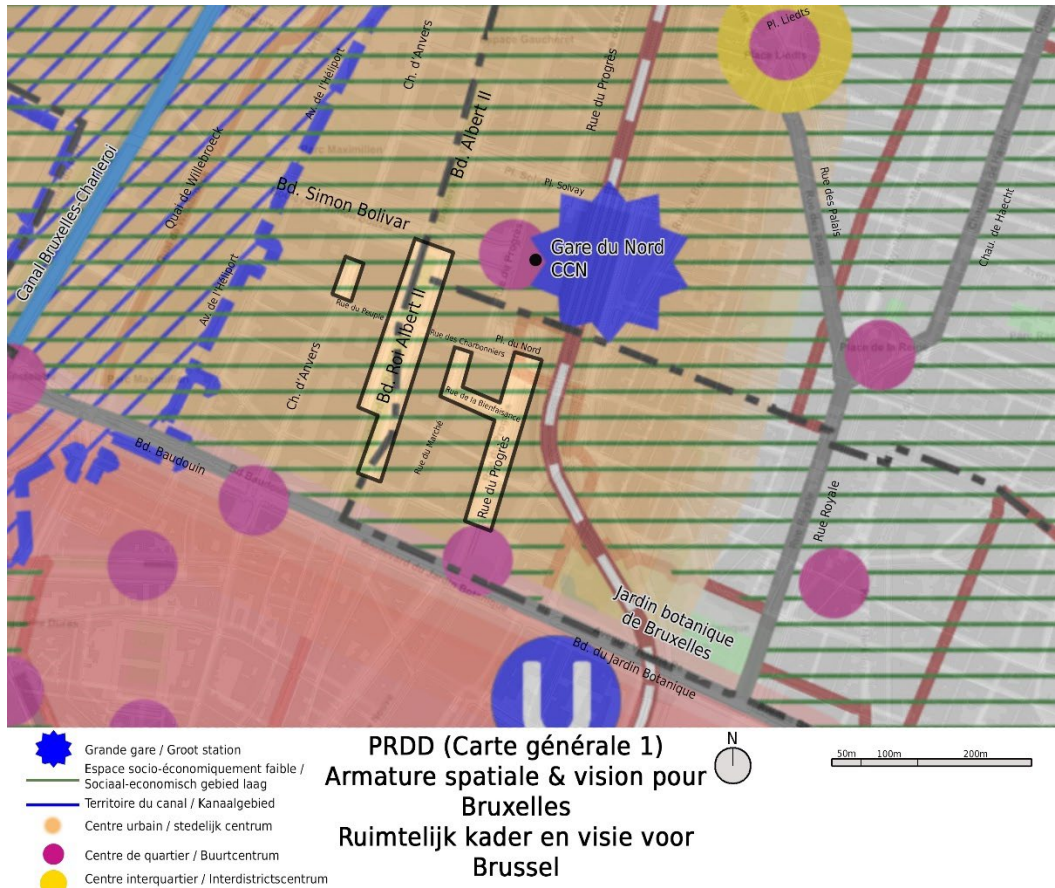 Pl. Liedts
Place Liedts
Espace Gaucheret
Ch. d'Anvers
Av. de l'Héliport
Rue du Progrès
Bd. Albert II
Quai de Willebroeck
Canal Bruxelles-Charleroi
Parc Maximilien
Pl. Solvay
Rue des Palais
Chau. de Haecht
Bd. Simon Bolivar
Gare du Nord
CCN
Av. de l'Héliport
Rue du Peuple
Bd. Roi Albert II
Rue des Charbonniers
Pl. du Nord
Place de la Reine
Ch. d'Anvers
Rue de la Bienfaisance
Rue du Marché
Rue du Progrès
Bd. Baudouin
Rue Royale
Jardin botanique
de Bruxelles
Bd. du Jardin Botanique
U
Grande gare / Groot station
Espace socio-économiquement faible /
Sociaal-economisch gebied laag
Territoire du canal / Kanaalgebied
Centre urbain / stedelijk centrum
Centre de quartier / Buurtcentrum
Centre interquartier / Interdistrictscentrum
PRDD (Carte générale 1)
Armature spatiale & vision pour
Bruxelles
Ruimtelijk kader en visie voor
Brussel
N
50m 100m 200m